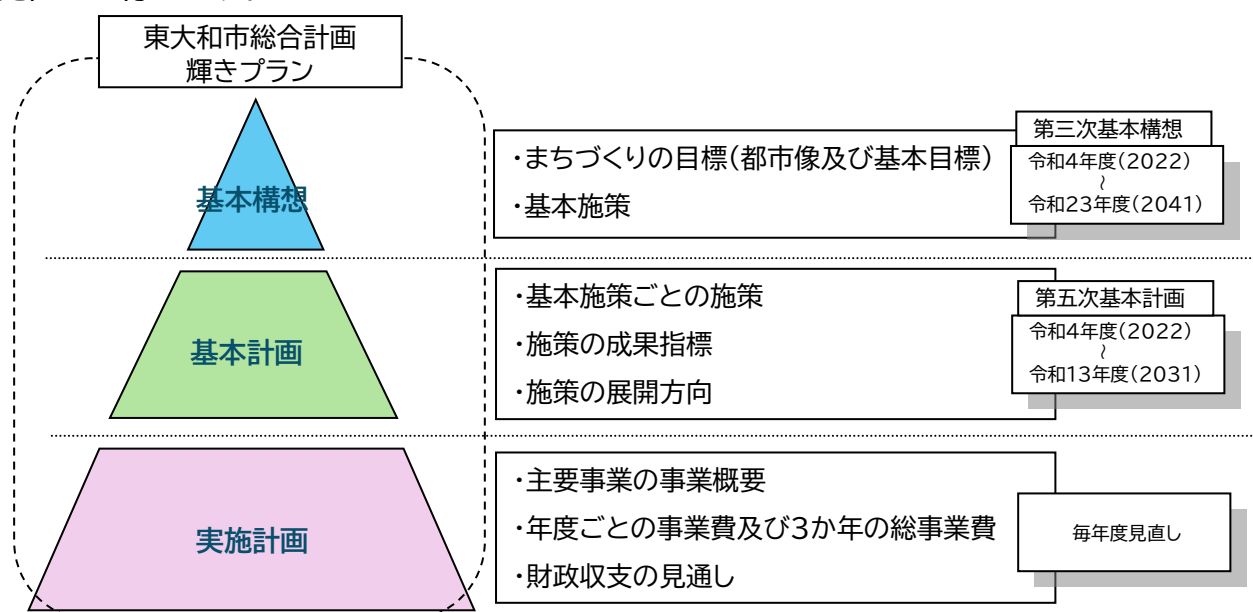 東大和市総合計画
輝きプラン
基本構想
・まちづくりの目標(都市像及び基本目標)
・基本施策
第三次基本構想
令和4年度(2022)
~
令和23年度(2041)
基本計画
・基本施策ごとの施策
・施策の成果指標
・施策の展開方向
第五次基本計画
令和4年度(2022)
~
令和13年度(2031)
実施計画
・主要事業の事業概要
・年度ごとの事業費及び3か年の総事業費
・財政収支の見通し
毎年度見直し